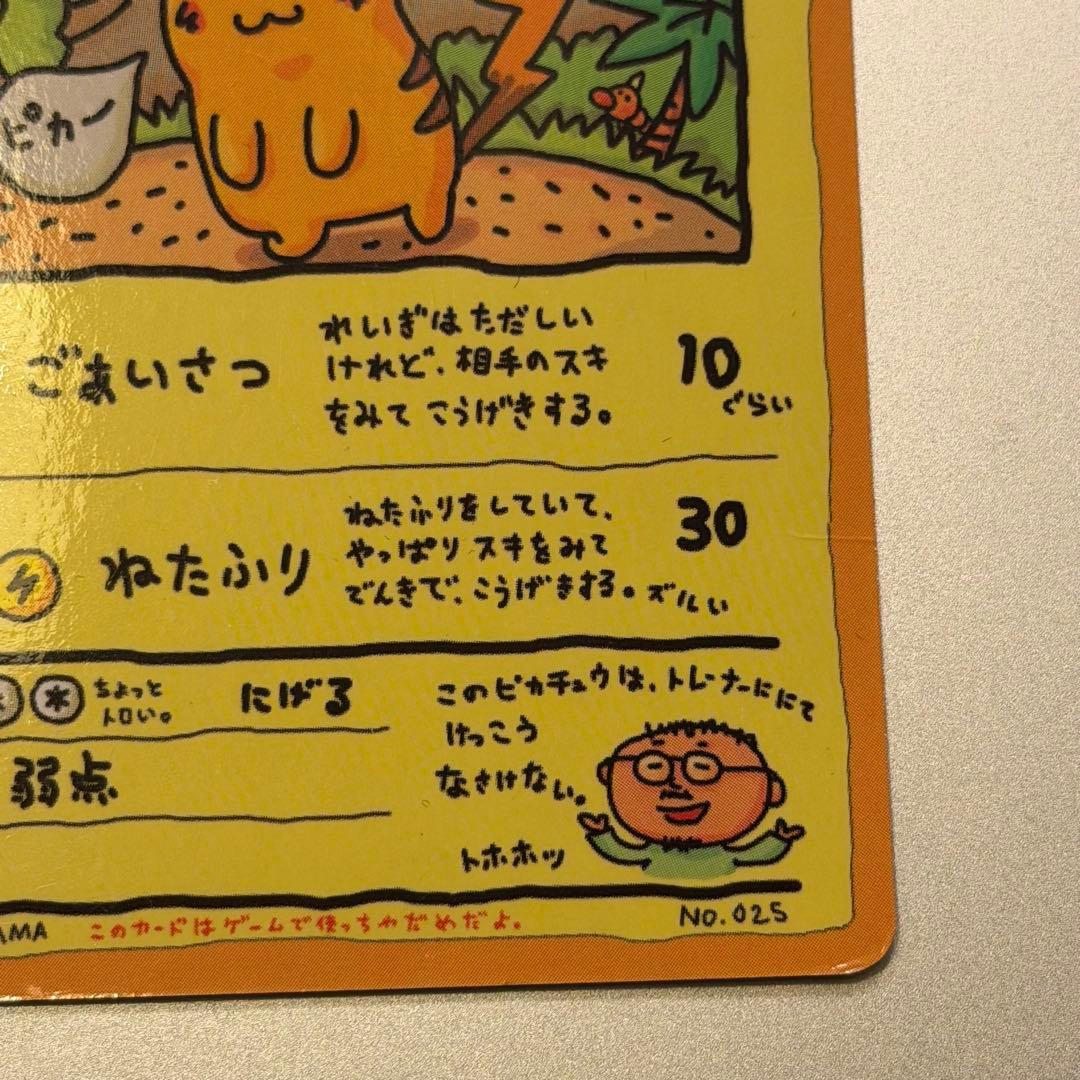 ピカー
ごあいさつ
れいぎはただしい
けれど、相手のスキ
をみて こうげきする。
10
ぐらい
ねたふり
ねたふりをしていて、
やっぱり スキをみて
でんきで、こうげきする。ズルい
30
ちょっと
トロい。
にげる
弱点
このピカチュウは、トレーナーににて
けっこう
なさけない。
トホホッ
AMA
このカードはゲームで使っちゃだめだよ。
NO.025